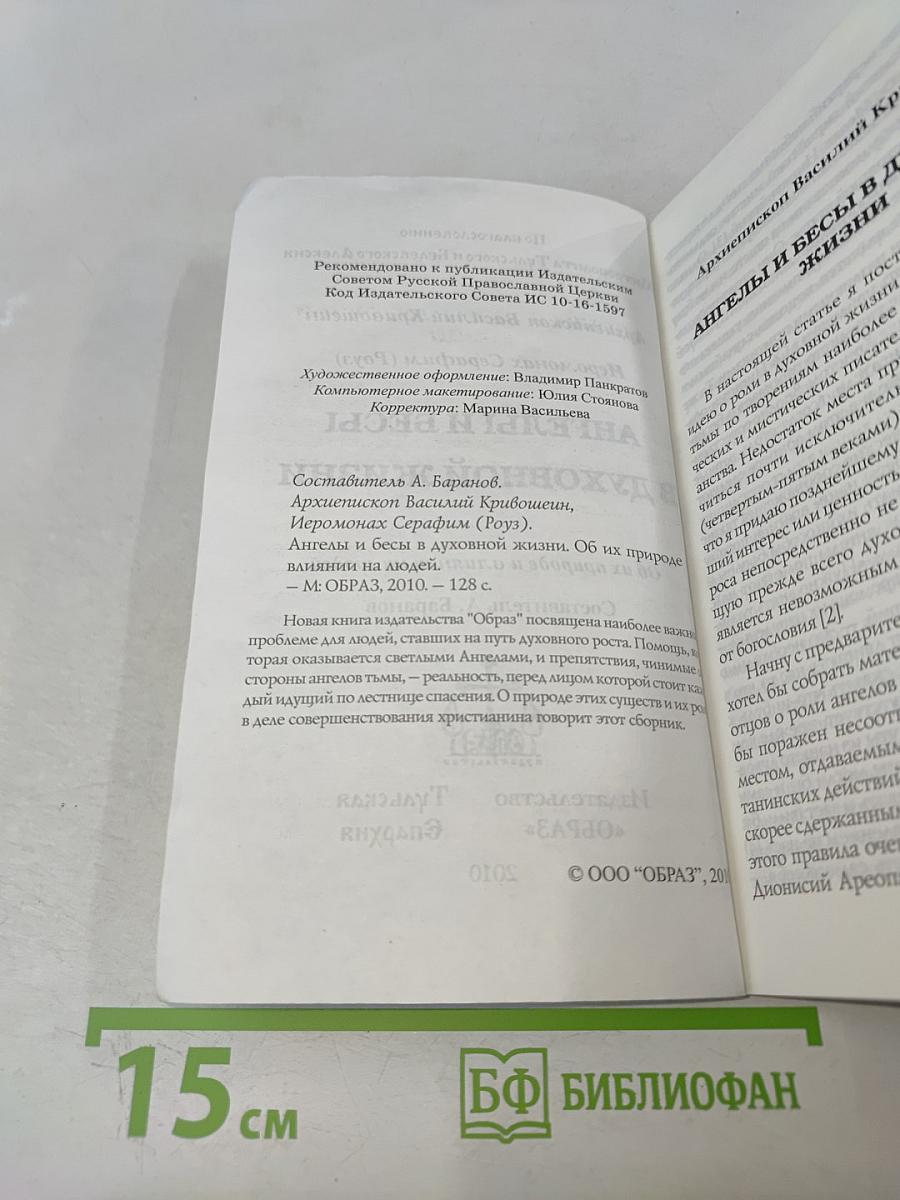 Рекомендовано к публикации Издательским
Советом Русской Православной Церкви
Код Издательского Совета ИС 10-16-1597
Художественное оформление: Владимир Панкратов
Компьютерное макетирование: Юлия Стоянова
Корректура: Марина Васильева
Составитель А. Баранов.
Архиепископ Василий Кривошеин,
Иеромонах Серафим (Роуз).
Ангелы и бесы в духовной жизни. Об их природе
влиянии на людей.
– М: ОБРАЗ, 2010. – 128 с.
Новая книга издательства "Образ" посвящена наиболее важн
проблеме для людей, ставших на путь духовного роста. Помощь, к
торая оказывается светлыми Ангелами, и препятствия, чинимые
стороны ангелов тьмы, – реальность, перед лицом которой стоит ка
дый идущий по лестнице спасения. О природе этих существ и их ро
в деле совершенствования христианина говорит этот сборник.
© ООО “ОБРАЗ”, 201
Архиепископ Василий Кр
АНГЕЛЫ И БЕСЫ В Д
ЖИЗНИ
В настоящей статье я пост
идею о роли в духовной жизни
тьмы по творениям наиболее
ческих и мистических писате
анства. Недостаток места пр
читься почти исключитель
(четвертым-пятым веками)
что я придаю позднейшему
ший интерес или ценность
роса непосредственно не
щую прежде всего духо
является невозможным
от богословия [2].
Начну с предварите
хотел бы собрать мате
отцов о роли ангелов
бы поражен несоотв
местом, отдаваемым
танинских действий
скорее сдержанны
этого правила оче
Дионисий Ареоп
15 см
БФ БИБЛИОФАН